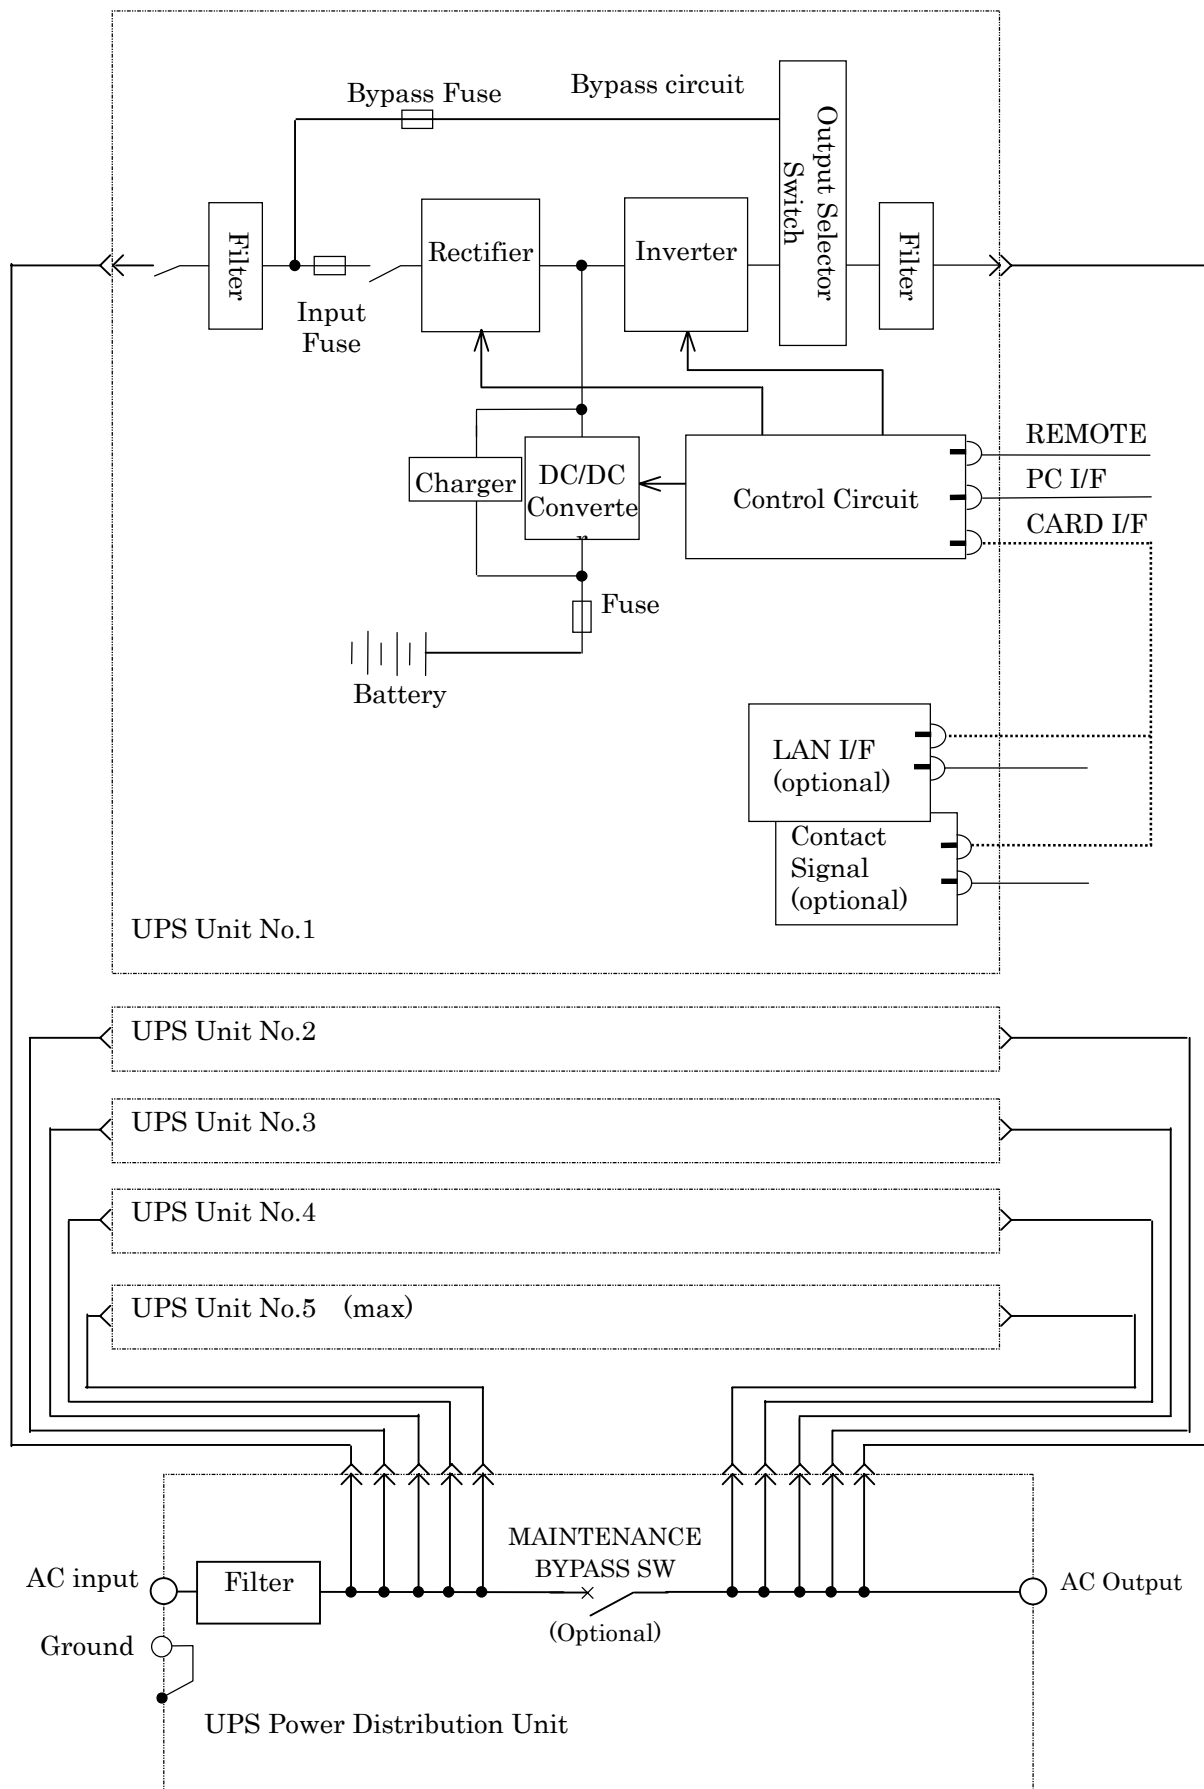 Bypass Fuse
Bypass circuit
Output Selector
Switch
Filter
Rectifier
Inverter
Filter
Input
Fuse
REMOTE
PC I/F
CARD I/F
Charger
DC/DC
Converte
r
Control Circuit
Fuse
Battery
LAN I/F
(optional)
Contact
Signal
(optional)
UPS Unit No.1
UPS Unit No.2
UPS Unit No.3
UPS Unit No.4
UPS Unit No.5 (max)
MAINTENANCE
BYPASS SW
(Optional)
AC input
Filter
AC Output
Ground
UPS Power Distribution Unit